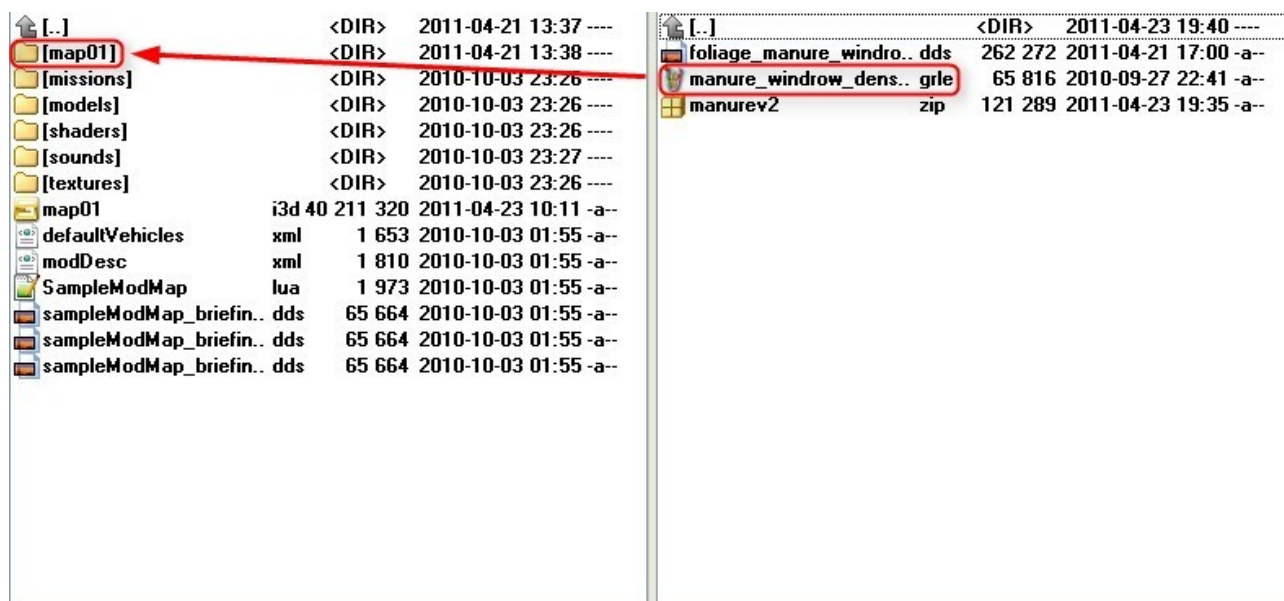 [..] <DIR> 2011-04-21 13:37 ----
[map01] <DIR> 2011-04-21 13:38 ----
[missions] <DIR> 2010-10-03 23:26 ----
[models] <DIR> 2010-10-03 23:26 ----
[shaders] <DIR> 2010-10-03 23:26 ----
[sounds] <DIR> 2010-10-03 23:27 ----
[textures] <DIR> 2010-10-03 23:26 ----
map01 i3d 40 211 320 2011-04-23 10:11 -a--
defaultVehicles xml 1 653 2010-10-03 01:55 -a--
modDesc xml 1 810 2010-10-03 01:55 -a--
SampleModMap lua 1 973 2010-10-03 01:55 -a--
sampleModMap_briefin.. dds 65 664 2010-10-03 01:55 -a--
sampleModMap_briefin.. dds 65 664 2010-10-03 01:55 -a--
sampleModMap_briefin.. dds 65 664 2010-10-03 01:55 -a--
[..] <DIR> 2011-04-23 19:40 ----
foliage_manure_windro.. dds 262 272 2011-04-21 17:00 -a--
manure_windrow_dens.. grle 65 816 2010-09-27 22:41 -a--
manurev2 zip 121 289 2011-04-23 19:35 -a--